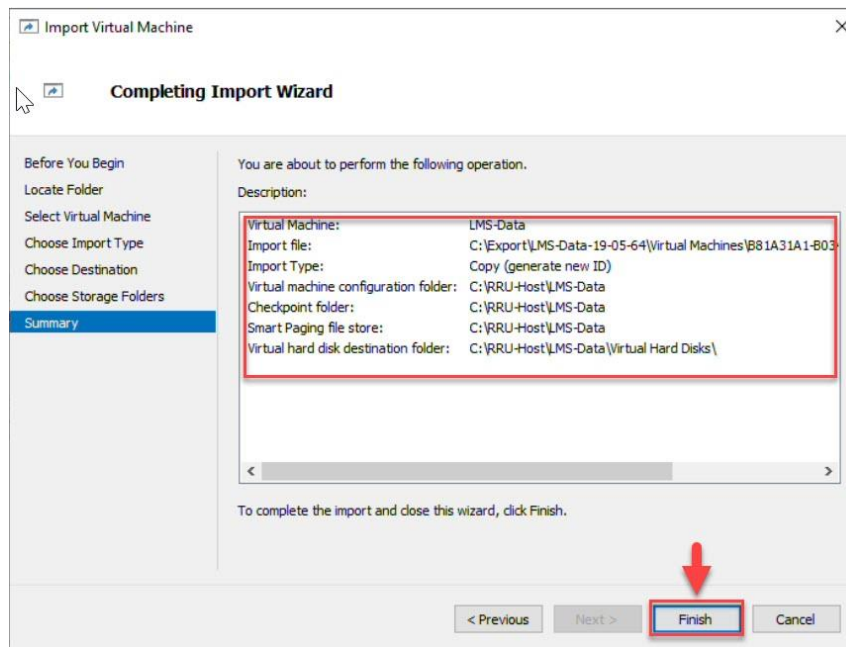 Import Virtual Machine
Completing Import Wizard
Before You Begin
Locate Folder
Select Virtual Machine
Choose Import Type
Choose Destination
Choose Storage Folders
Summary
You are about to perform the following operation.
Description:
Virtual Machine: LMS-Data
Import file: C:\Export\LMS-Data-19-05-64\Virtual Machines\B81A31A1-B03
Import Type: Copy (generate new ID)
Virtual machine configuration folder: C:\RRU-Host\LMS-Data
Checkpoint folder: C:\RRU-Host\LMS-Data
Smart Paging file store: C:\RRU-Host\LMS-Data
Virtual hard disk destination folder: C:\RRU-Host\LMS-Data\Virtual Hard Disks\
To complete the import and close this wizard, click Finish.
< Previous Next > Finish Cancel